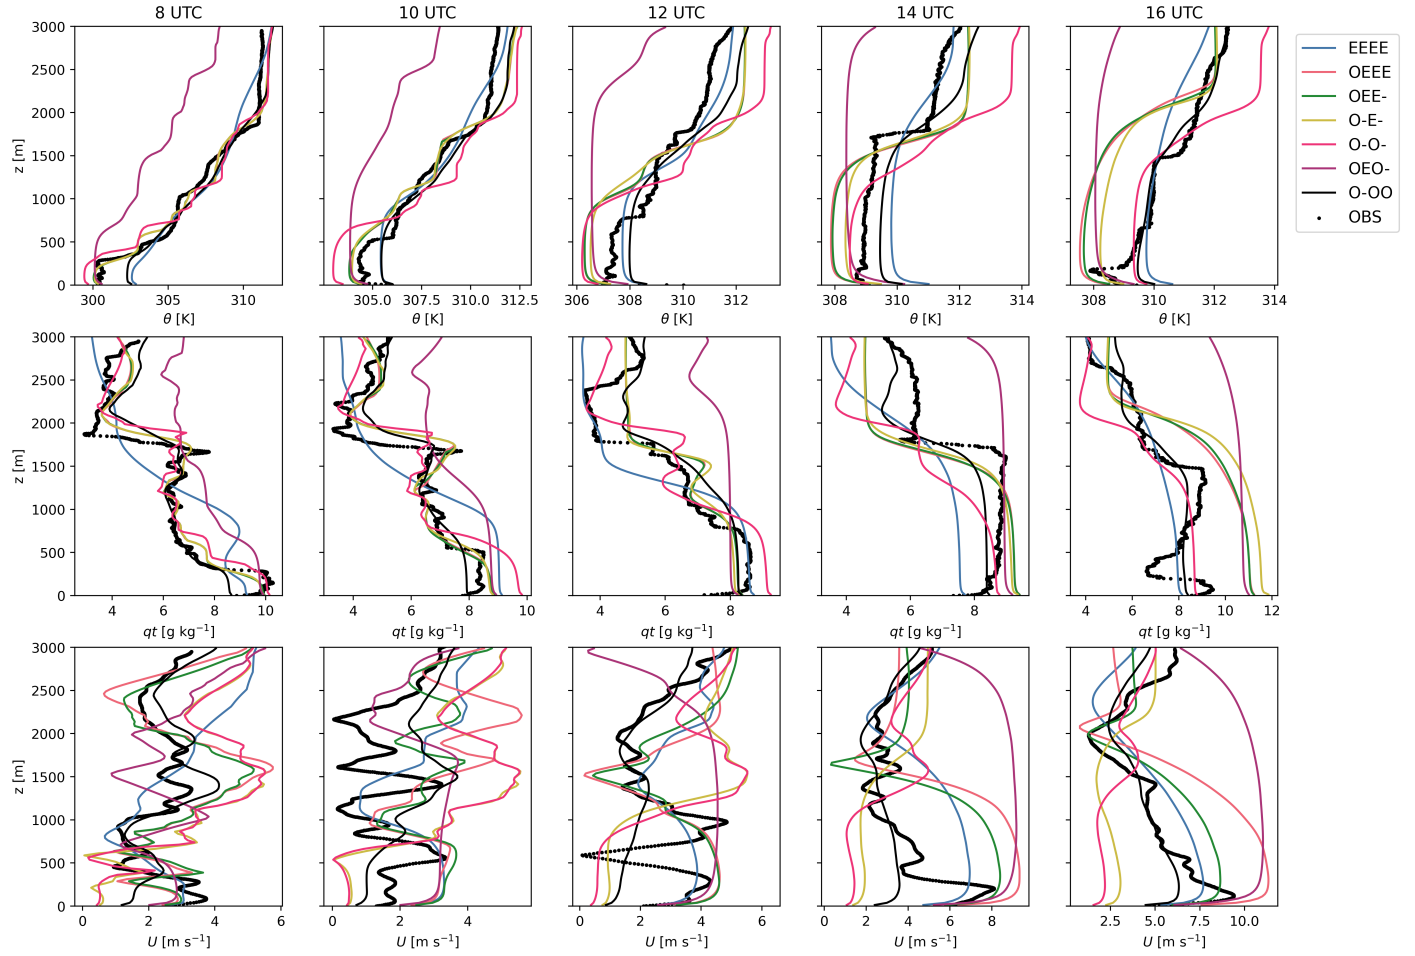 8 UTC 10 UTC 12 UTC 14 UTC 16 UTC
3000
2500
2000
1500
1000
500
0
z [m]
300 305 310
305.0 307.5 310.0 312.5
306 308 310 312
308 310 312 314
308 310 312 314
θ [K] θ [K] θ [K] θ [K] θ [K]
EEEE
OEEE
OEE-
O-E-
O-O-
OEO-
O-OO
OBS
3000
2500
2000
1500
1000
500
0
z [m]
4 6 8 10
4 6 8 10
4 6 8
4 6 8
4 6 8 10 12
qt [g kg⁻¹] qt [g kg⁻¹] qt [g kg⁻¹] qt [g kg⁻¹] qt [g kg⁻¹]
3000
2500
2000
1500
1000
500
0
z [m]
0 2 4 6
0 2 4
0 2 4 6
0 2 4 6 8
2.5 5.0 7.5 10.0
U [m s⁻¹] U [m s⁻¹] U [m s⁻¹] U [m s⁻¹] U [m s⁻¹]